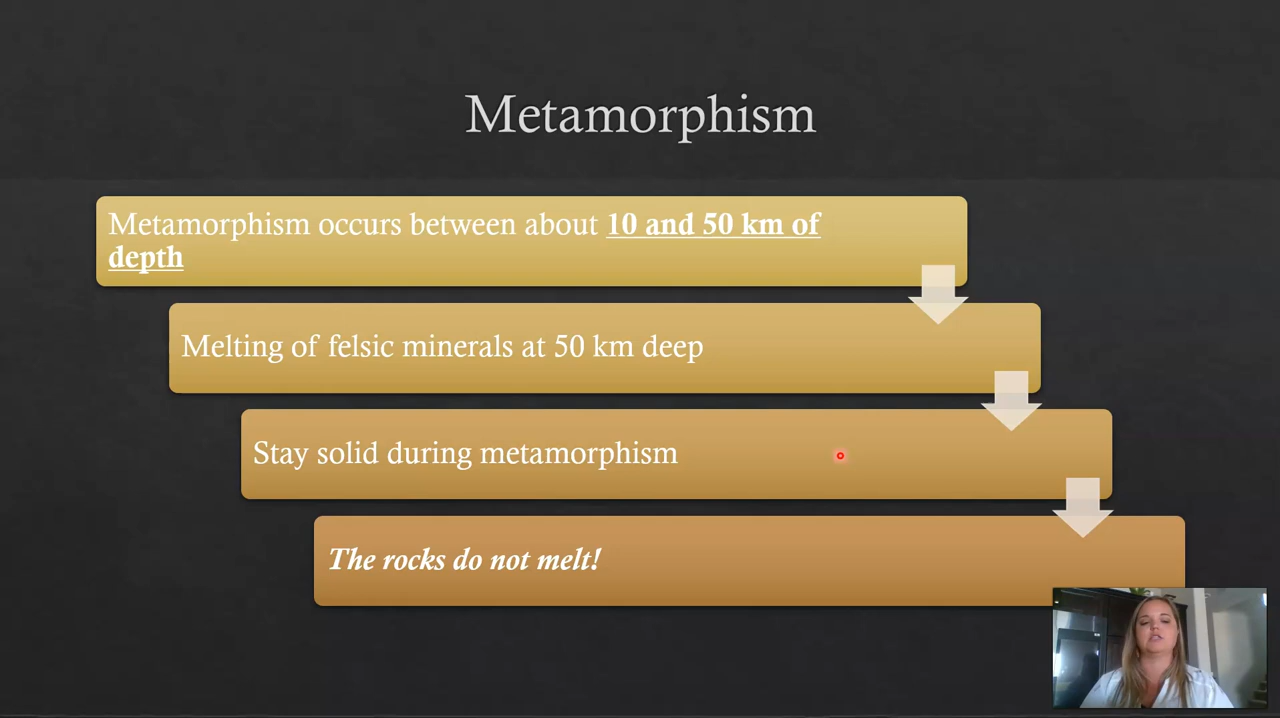 Metamorphism
Metamorphism occurs between about 10 and 50 km of
depth
Melting of felsic minerals at 50 km deep
Stay solid during metamorphism
The rocks do not melt!